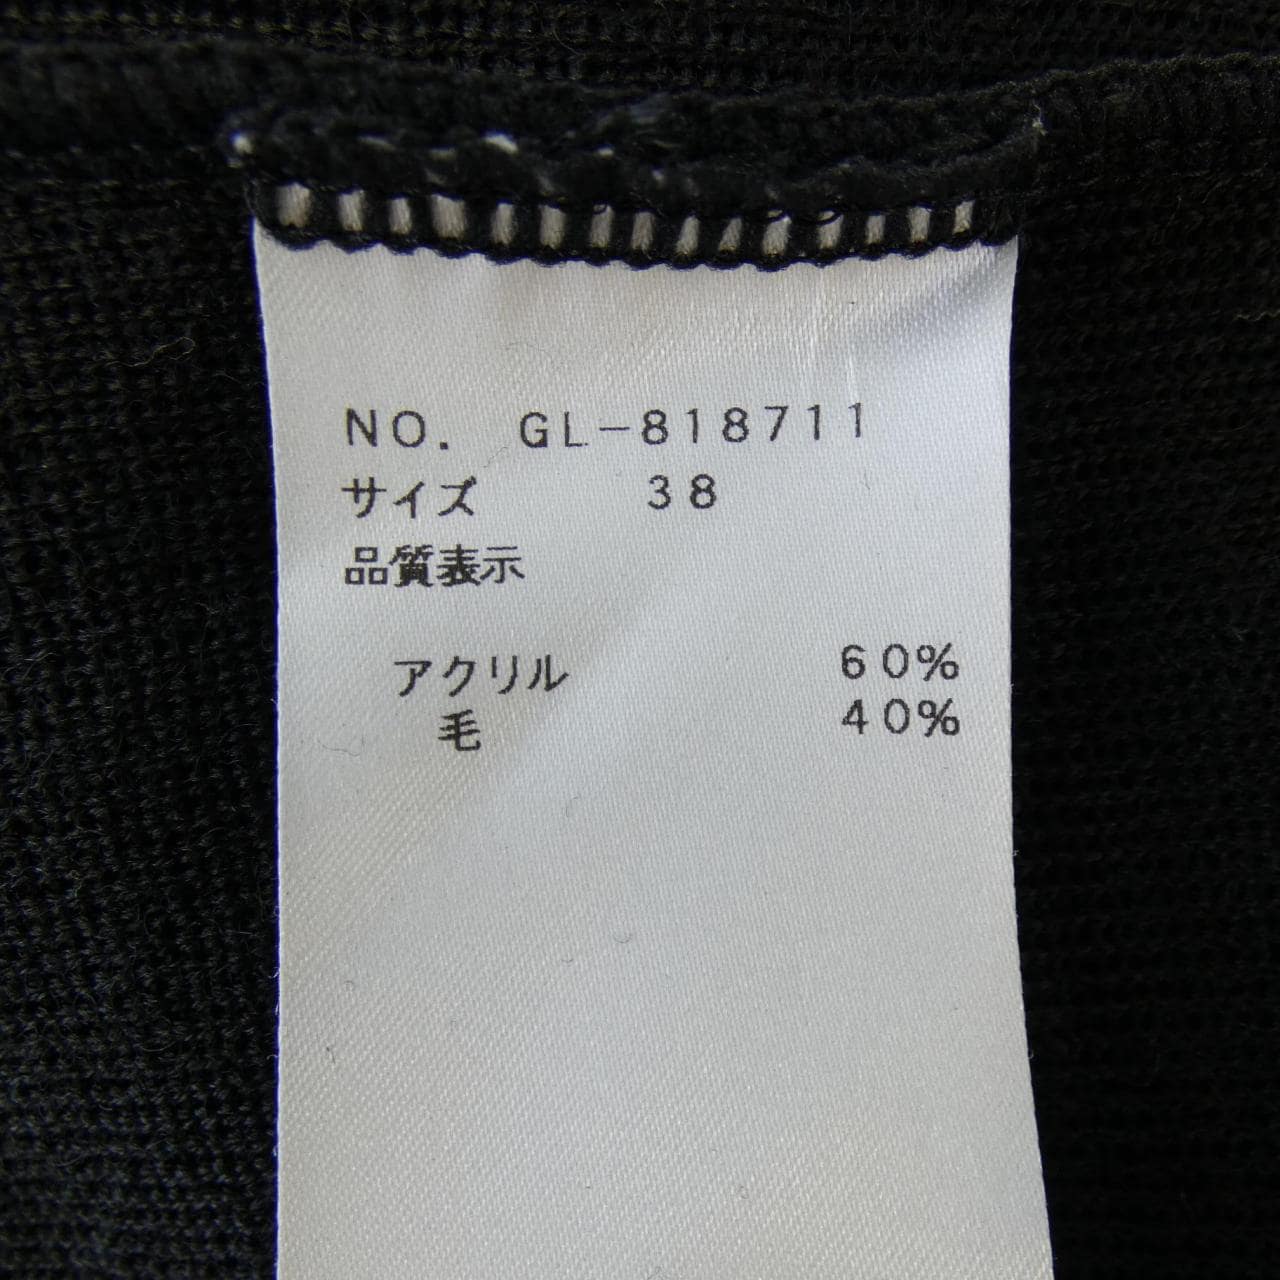 NO. GL-818711
サイズ 38
品質表示
アクリル 60%
毛 40%